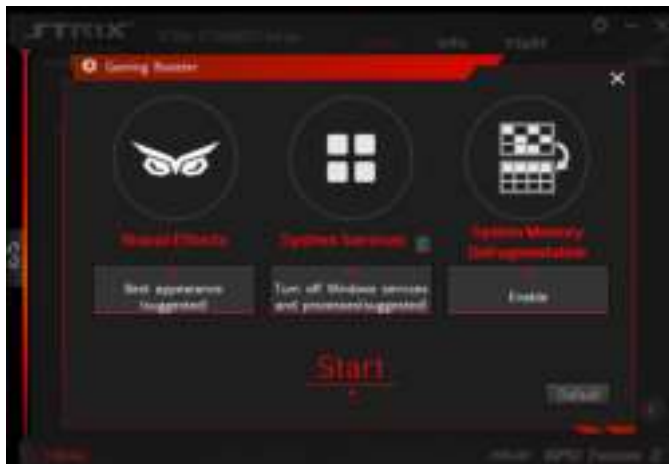 STRIX
Gaming Booster
Visual Effects
System Services
System Memory
Defragmentation
Best appearance
(suggested)
Turn off Windows services
and processes(suggested)
Enable
Start
Default